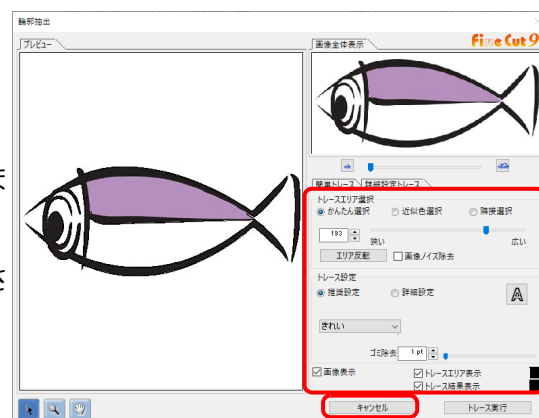 輪郭抽出
プレビュー
画像全体表示
Fine Cut 9
簡単トレース 詳細設定トレース
トレースエリア選択
かんたん選択 近似色選択 隣接選択
193
狭い 広い
エリア反転 画像ノイズ除去
トレース設定
推奨設定 詳細設定
A
きれい
ゴミ除去 1 pt
画像表示 トレースエリア表示
トレース結果表示
キャンセル トレース実行